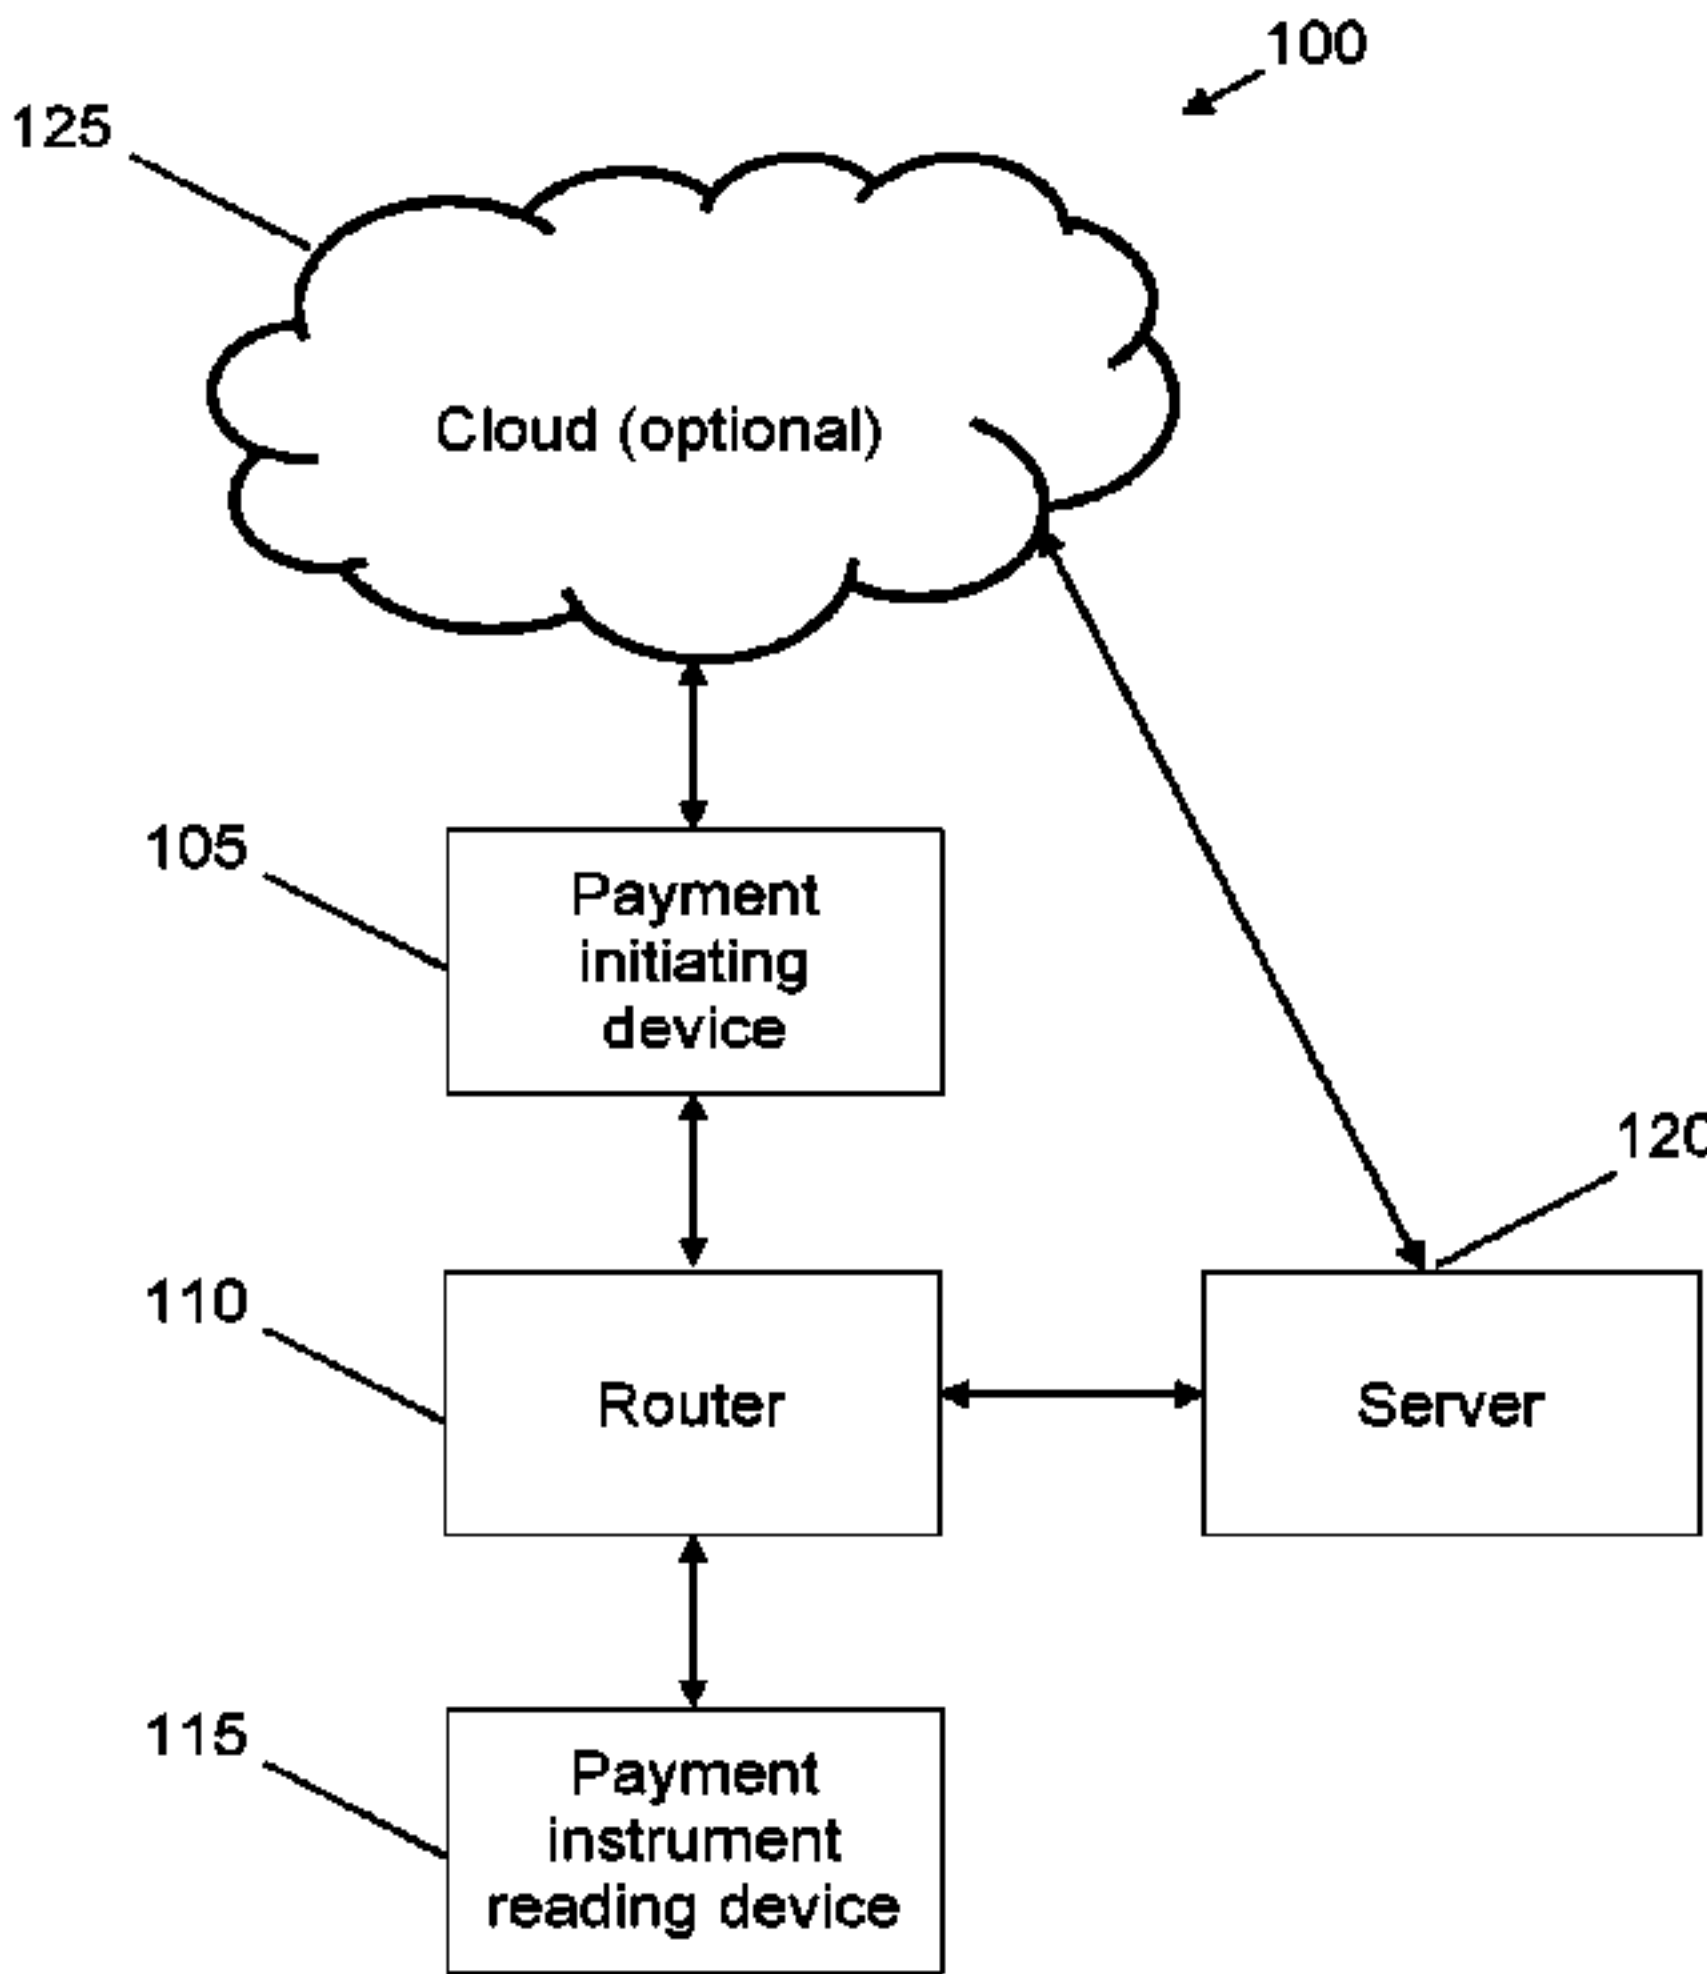 100
125
Cloud (optional)
105
Payment
initiating
device
120
110
Router
Server
115
Payment
instrument
reading device